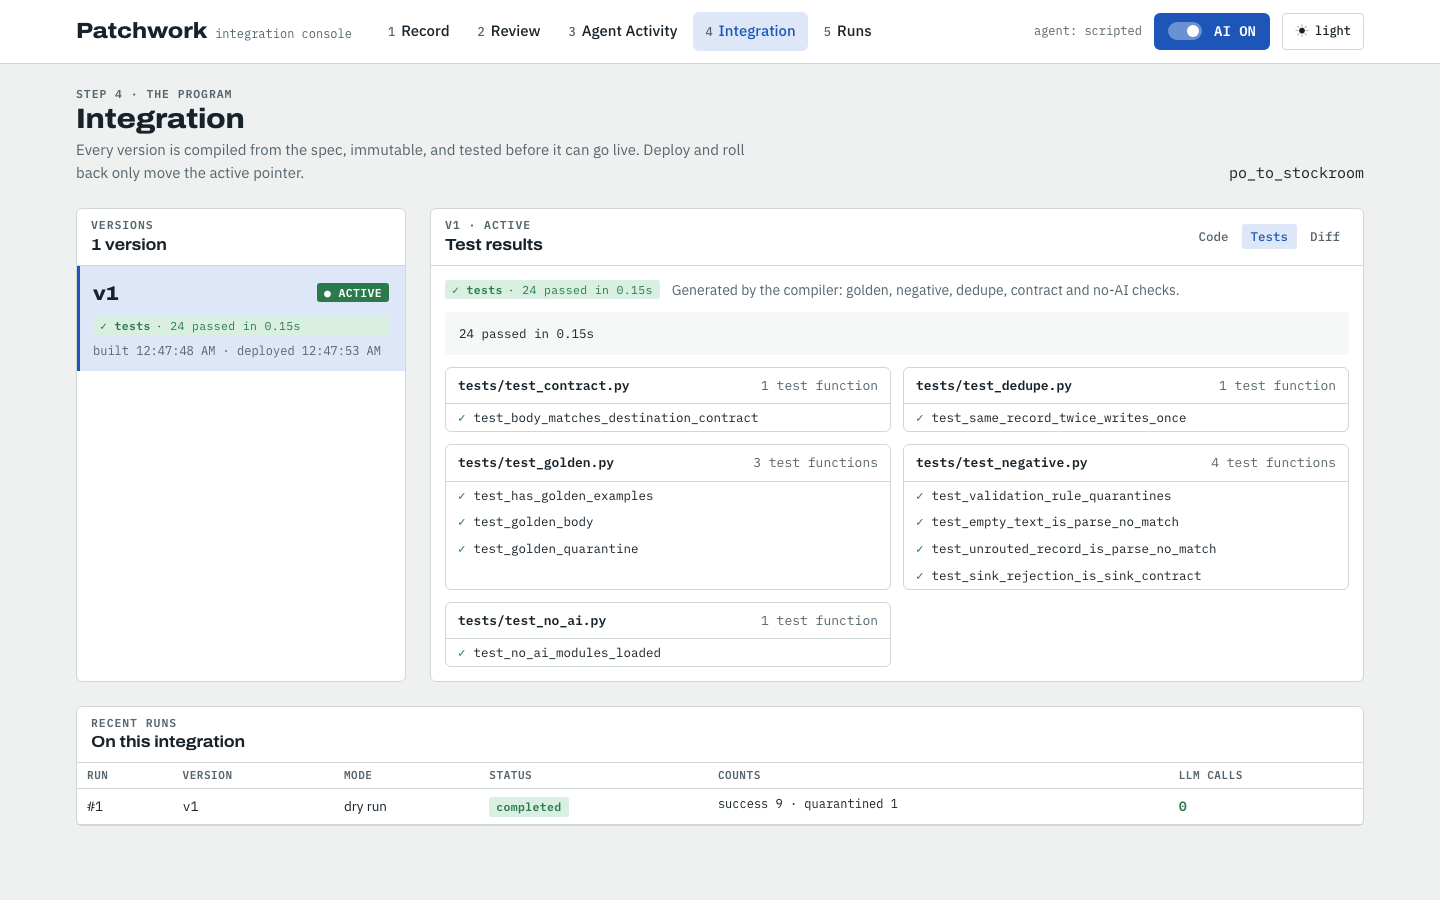 Patchwork integration console 1 Record 2 Review 3 Agent Activity 4 Integration 5 Runs agent: scripted AI ON ☀ light
STEP 4 · THE PROGRAM
Integration
Every version is compiled from the spec, immutable, and tested before it can go live. Deploy and roll
back only move the active pointer.
po_to_stockroom
VERSIONS
1 version
v1 ● ACTIVE
✓ tests · 24 passed in 0.15s
built 12:47:48 AM · deployed 12:47:53 AM
V1 · ACTIVE
Test results
Code Tests Diff
✓ tests · 24 passed in 0.15s Generated by the compiler: golden, negative, dedupe, contract and no-AI checks.
24 passed in 0.15s
tests/test_contract.py 1 test function
✓ test_body_matches_destination_contract
tests/test_dedupe.py 1 test function
✓ test_same_record_twice_writes_once
tests/test_golden.py 3 test functions
✓ test_has_golden_examples
✓ test_golden_body
✓ test_golden_quarantine
tests/test_negative.py 4 test functions
✓ test_validation_rule_quarantines
✓ test_empty_text_is_parse_no_match
✓ test_unrouted_record_is_parse_no_match
✓ test_sink_rejection_is_sink_contract
tests/test_no_ai.py 1 test function
✓ test_no_ai_modules_loaded
RECENT RUNS
On this integration
RUN VERSION MODE STATUS COUNTS LLM CALLS
#1 v1 dry run completed success 9 · quarantined 1 0